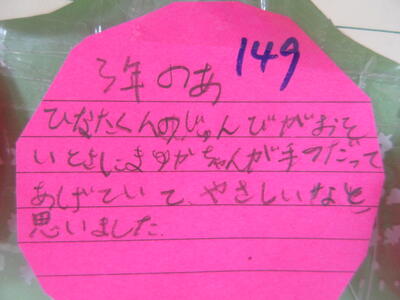 149
3年のあ
ひなたくんのじゅんびがおそ
いときにまゆかちゃんが手つだって
あげていて、やさしいなと、
思いました。